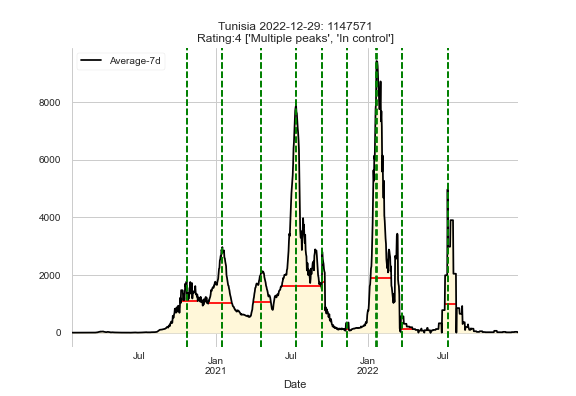 Tunisia 2022-12-29: 1147571
Rating:4 ['Multiple peaks', 'In control']
Average-7d
8000
6000
4000
2000
0
Jul
Jan
2021
Jul
Jan
2022
Jul
Date